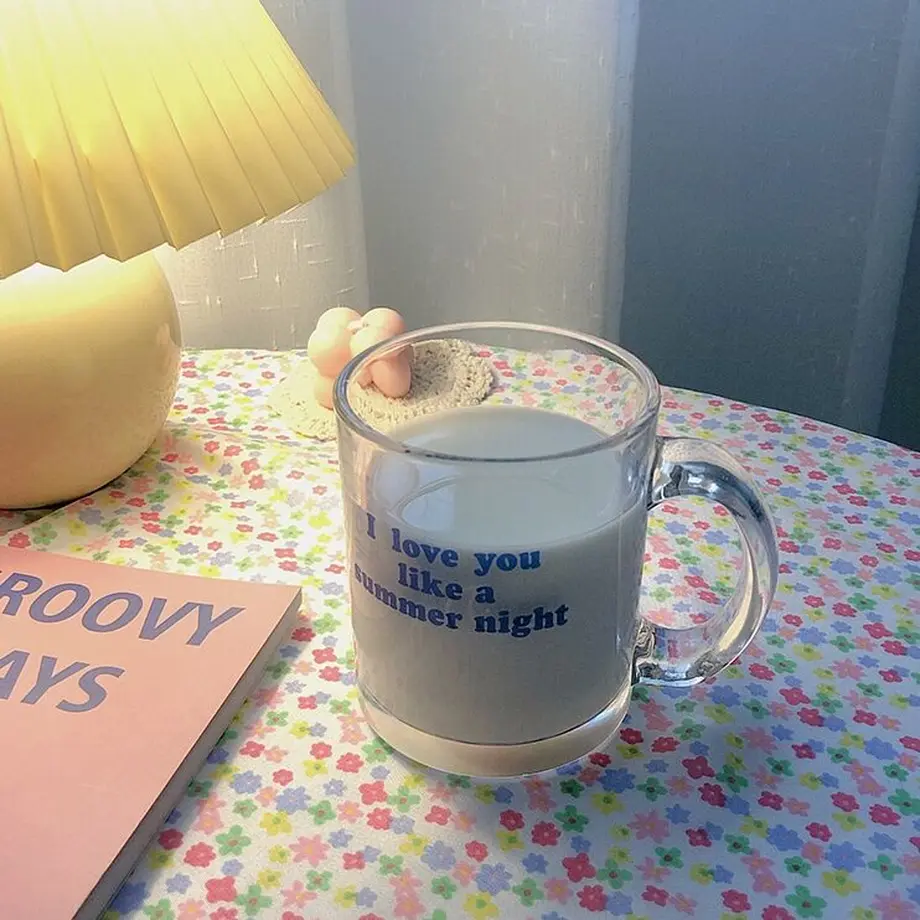 I love you
like a
summer night
ROOVY
AYS